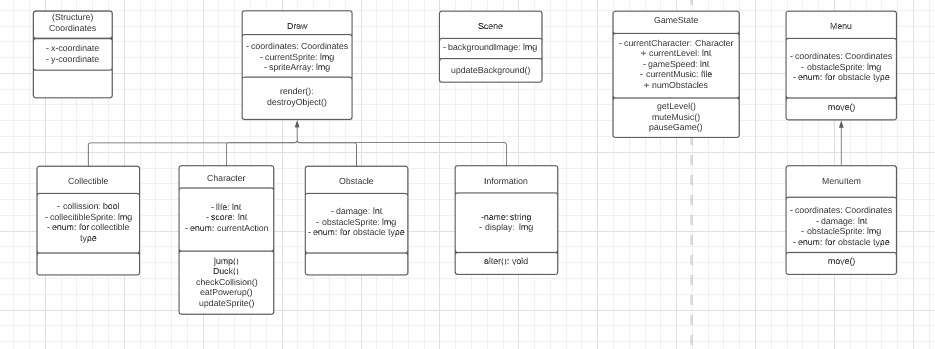 (Structure)
Coordinates
- x-coordinate
- y-coordinate
Draw
- coordinates: Coordinates
- currentSprite: Img
- spriteArray: Img
render():
destroyObject()
Scene
- backgroundImage: Img
updateBackground()
GameState
- currentCharacter: Character
+ currentLevel: Int
- gameSpeed: Int
- currentMusic: file
+ numObstacles
getLevel()
muteMusic()
pauseGame()
Menu
- coordinates: Coordinates
- obstacleSprite: Img
- enum: for obstacle type
move()
Collectible
- collission: bool
- collecitibleSprite: Img
- enum: for collectible
type
Character
- life: Int
- score: Int
- enum: currentAction
jump()
Duck()
checkCollision()
eatPowerup()
updateSprite()
Obstacle
- damage: Int
- obstacleSprite: Img
- enum: for obstacle type
Information
-name: string
- display: Img
alter(): void
MenuItem
- coordinates: Coordinates
- damage: Int
- obstacleSprite: Img
- enum: for obstacle type
move()